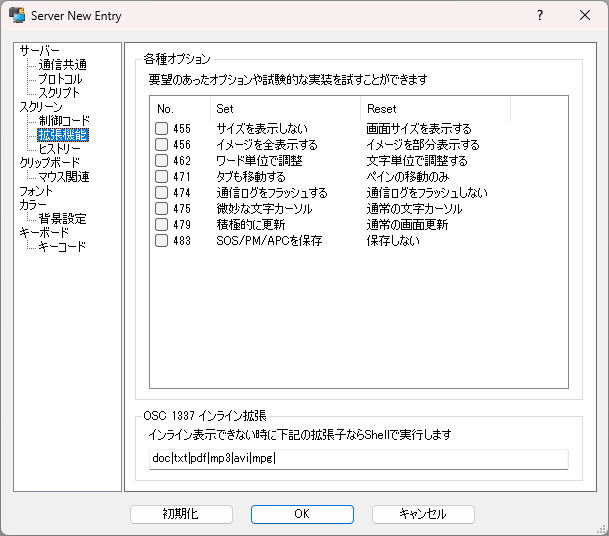 Server New Entry
サーバー
通信共通
プロトコル
スクリプト
スクリーン
制御コード
拡張機能
ヒストリー
クリップボード
マウス関連
フォント
カラー
背景設定
キーボード
キーコード
各種オプション
要望のあったオプションや試験的な実装を試すことができます
No. Set Reset
455 サイズを表示しない 画面サイズを表示する
456 イメージを全表示する イメージを部分表示する
462 ワード単位で調整 文字単位で調整する
471 タブも移動する ペインの移動のみ
474 通信ログをフラッシュする 通信ログをフラッシュしない
475 微妙な文字カーソル 通常の文字カーソル
479 積極的に更新 通常の画面更新
483 SOS/PM/APCを保存 保存しない
OSC 1337 インライン拡張
インライン表示できない時に下記の拡張子ならShellで実行します
doc|txt|pdf|mp3|avi|mpg|
初期化 OK キャンセル